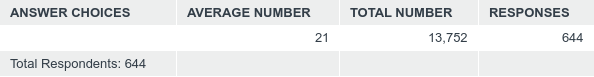 ANSWER CHOICES AVERAGE NUMBER TOTAL NUMBER RESPONSES
21 13,752 644
Total Respondents: 644